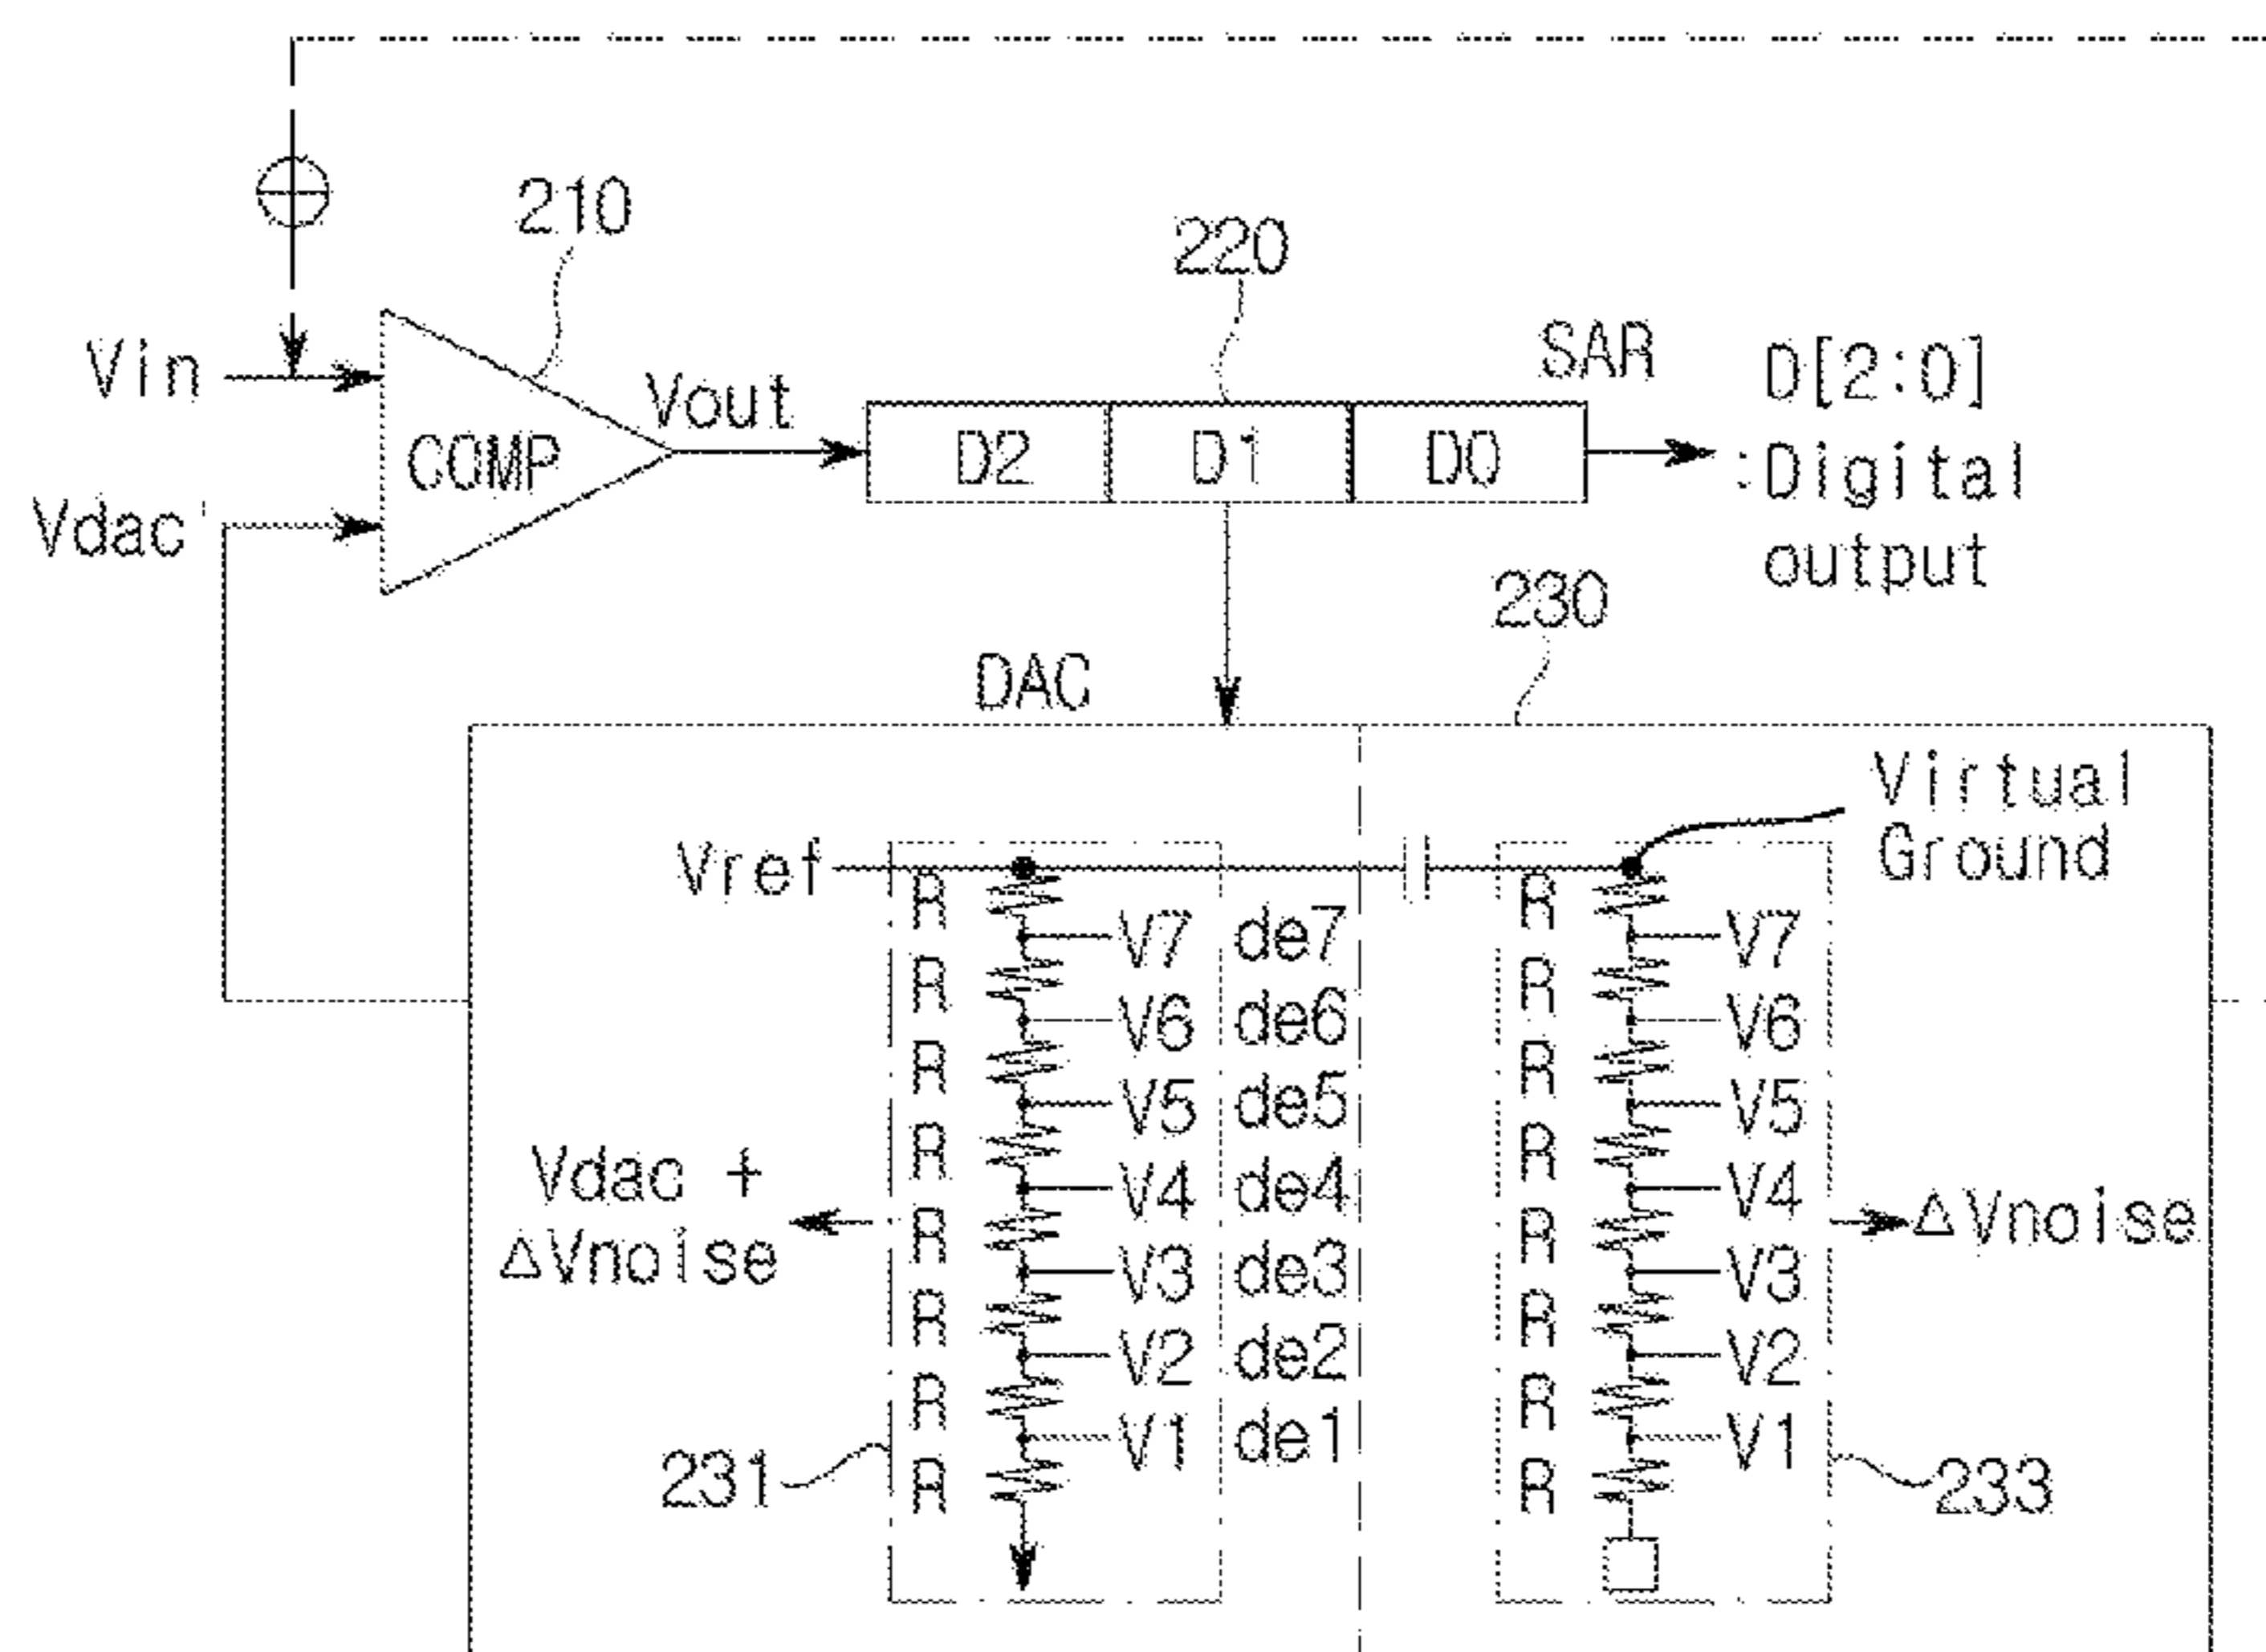 210
220
SAR
D[2:0]
:Digital
output
Vin
Vout
COMP
D2
D1
D0
Vdac'
230
DAC
Virtual
Ground
Vref
R
R
R
R
R
R
R
R
V7 de7
V6 de6
V5 de5
V4 de4
V3 de3
V2 de2
V1 de1
Vdac +
ΔVnoise
231
R
R
R
R
R
R
R
R
V7
V6
V5
V4
V3
V2
V1
ΔVnoise
233